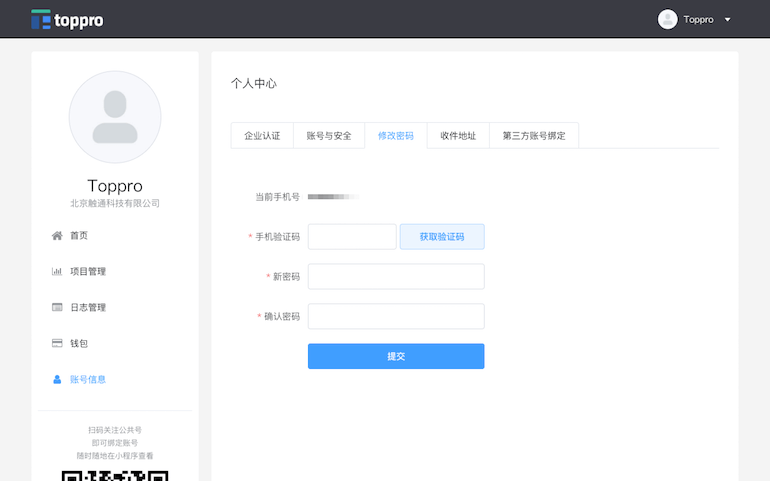 toppro
Toppro
Toppro
北京触通科技有限公司
首页
项目管理
日志管理
钱包
账号信息
扫码关注公共号
即可绑定账号
随时随地在小程序查看
个人中心
企业认证 账号与安全 修改密码 收件地址 第三方账号绑定
当前手机号
* 手机验证码 获取验证码
* 新密码
* 确认密码
提交